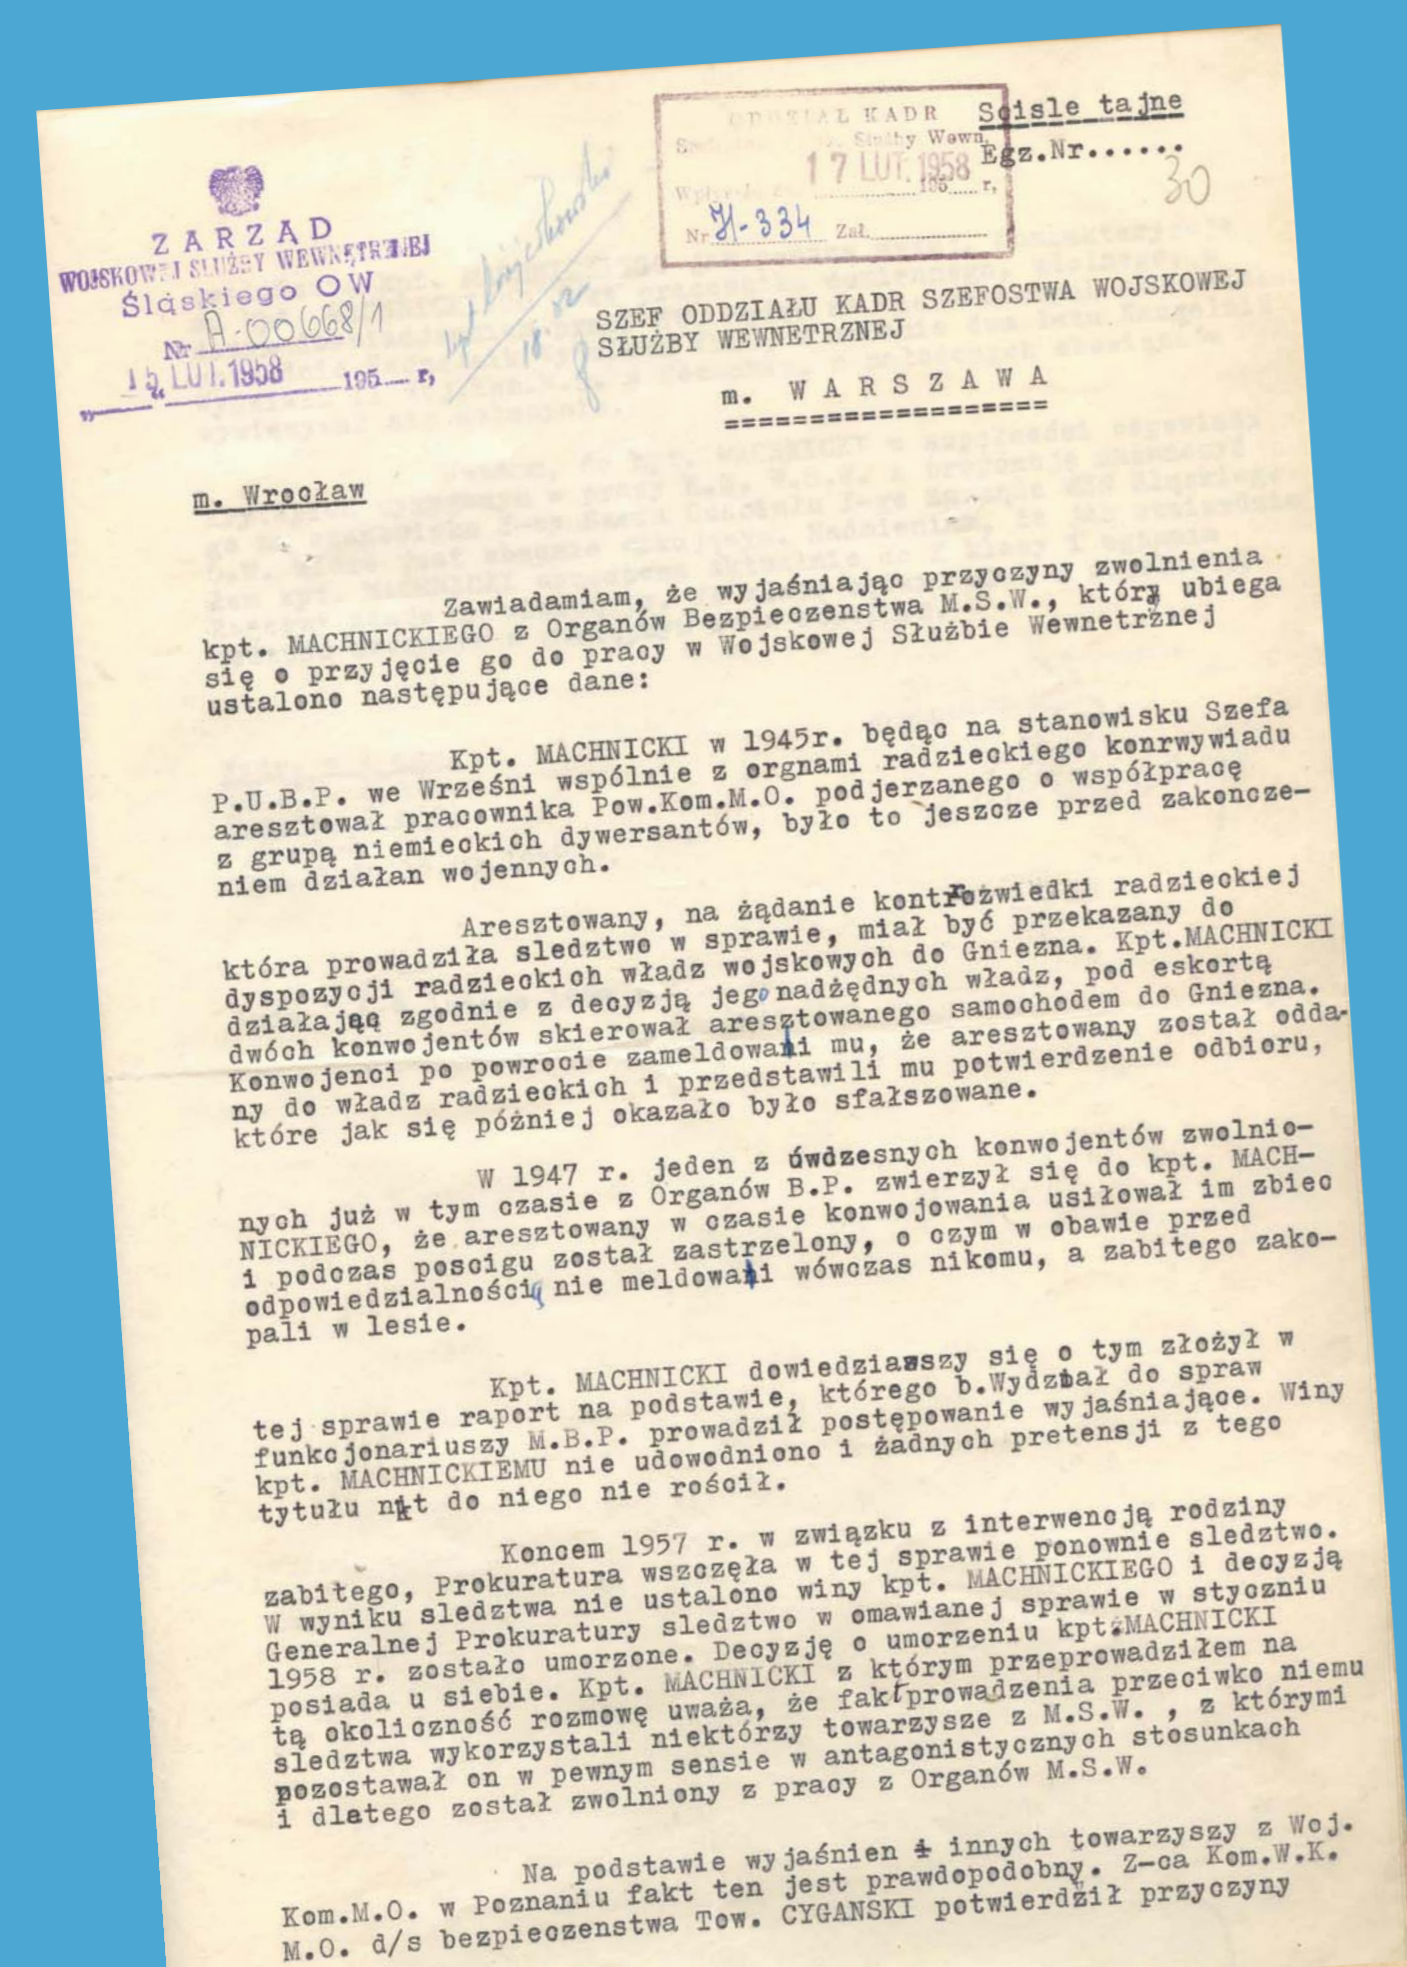 ODDZIAŁ KADR
Służby Wewn.
17 LUT. 1958
195 r,
Nr H-334 Zał.
Scisle tajne
Egz.Nr......
30
ZARZĄD
WOJSKOWEJ SŁUŻBY WEWNĘTRZNEJ
Śląskiego OW
Nr A-00668/1
15 LUT. 1958 195 r,
18.02
SZEF ODDZIAŁU KADR SZEFOSTWA WOJSKOWEJ
SŁUŻBY WEWNETRZNEJ
m. W A R S Z A W A
===================
m. Wrocław
Zawiadamiam, że wyjaśniając przyczyny zwolnienia
kpt. MACHNICKIEGO z Organów Bezpieczenstwa M.S.W., który ubiega
się o przyjęcie go do pracy w Wojskowej Służbie Wewnetrznej
ustalono następujące dane:
Kpt. MACHNICKI w 1945r. będąc na stanowisku Szefa
P.U.B.P. we Wrześni wspólnie z orgnami radzieckiego konrwywiadu
aresztował pracownika Pow.Kom.M.O. podjerzanego o współpracę
z grupą niemieckich dywersantów, było to jeszcze przed zakoncze-
niem działan wojennych.
Aresztowany, na żądanie kontrozwiedki radzieckiej
która prowadziła sledztwo w sprawie, miał być przekazany do
dyspozycji radzieckich władz wojskowych do Gniezna. Kpt.MACHNICKI
działając zgodnie z decyzją jego nadżędnych władz, pod eskortą
dwóch konwojentów skierował aresztowanego samochodem do Gniezna.
Konwojenci po powrocie zameldowali mu, że aresztowany został odda-
ny do władz radzieckich i przedstawili mu potwierdzenie odbioru,
które jak się póżniej okazało było sfałszowane.
W 1947 r. jeden z ówdzesnych konwojentów zwolnio-
nych już w tym czasie z Organów B.P. zwierzył się do kpt. MACH-
NICKIEGO, że aresztowany w czasie konwojowania usiłował im zbiec
i podczas poscigu został zastrzelony, o czym w obawie przed
odpowiedzialnością nie meldowali wówczas nikomu, a zabitego zako-
pali w lesie.
Kpt. MACHNICKI dowiedziawszy się o tym złożył w
tej sprawie raport na podstawie, którego b.Wydział do spraw
funkcjonariuszy M.B.P. prowadził postępowanie wyjaśniające. Winy
kpt. MACHNICKIEMU nie udowodniono i żadnych pretensji z tego
tytułu nikt do niego nie rościł.
Koncem 1957 r. w związku z interwencją rodziny
zabitego, Prokuratura wszczęła w tej sprawie ponownie sledztwo.
W wyniku sledztwa nie ustalono winy kpt. MACHNICKIEGO i decyzją
Generalnej Prokuratury sledztwo w omawianej sprawie w styczniu
1958 r. zostało umorzone. Decyzję o umorzeniu kpt.MACHNICKI
posiada u siebie. Kpt. MACHNICKI z którym przeprowadziłem na
tą okoliczność rozmowę uważa, że fakt prowadzenia przeciwko niemu
sledztwa wykorzystali niektórzy towarzysze z M.S.W. , z którymi
pozostawał on w pewnym sensie w antagonistycznych stosunkach
i dlatego został zwolniony z pracy z Organów M.S.W.
Na podstawie wyjaśnien i innych towarzyszy z Woj.
Kom.M.O. w Poznaniu fakt ten jest prawdopodobny. Z-ca Kom.W.K.
M.O. d/s bezpieczenstwa Tow. CYGANSKI potwierdził przyczyny